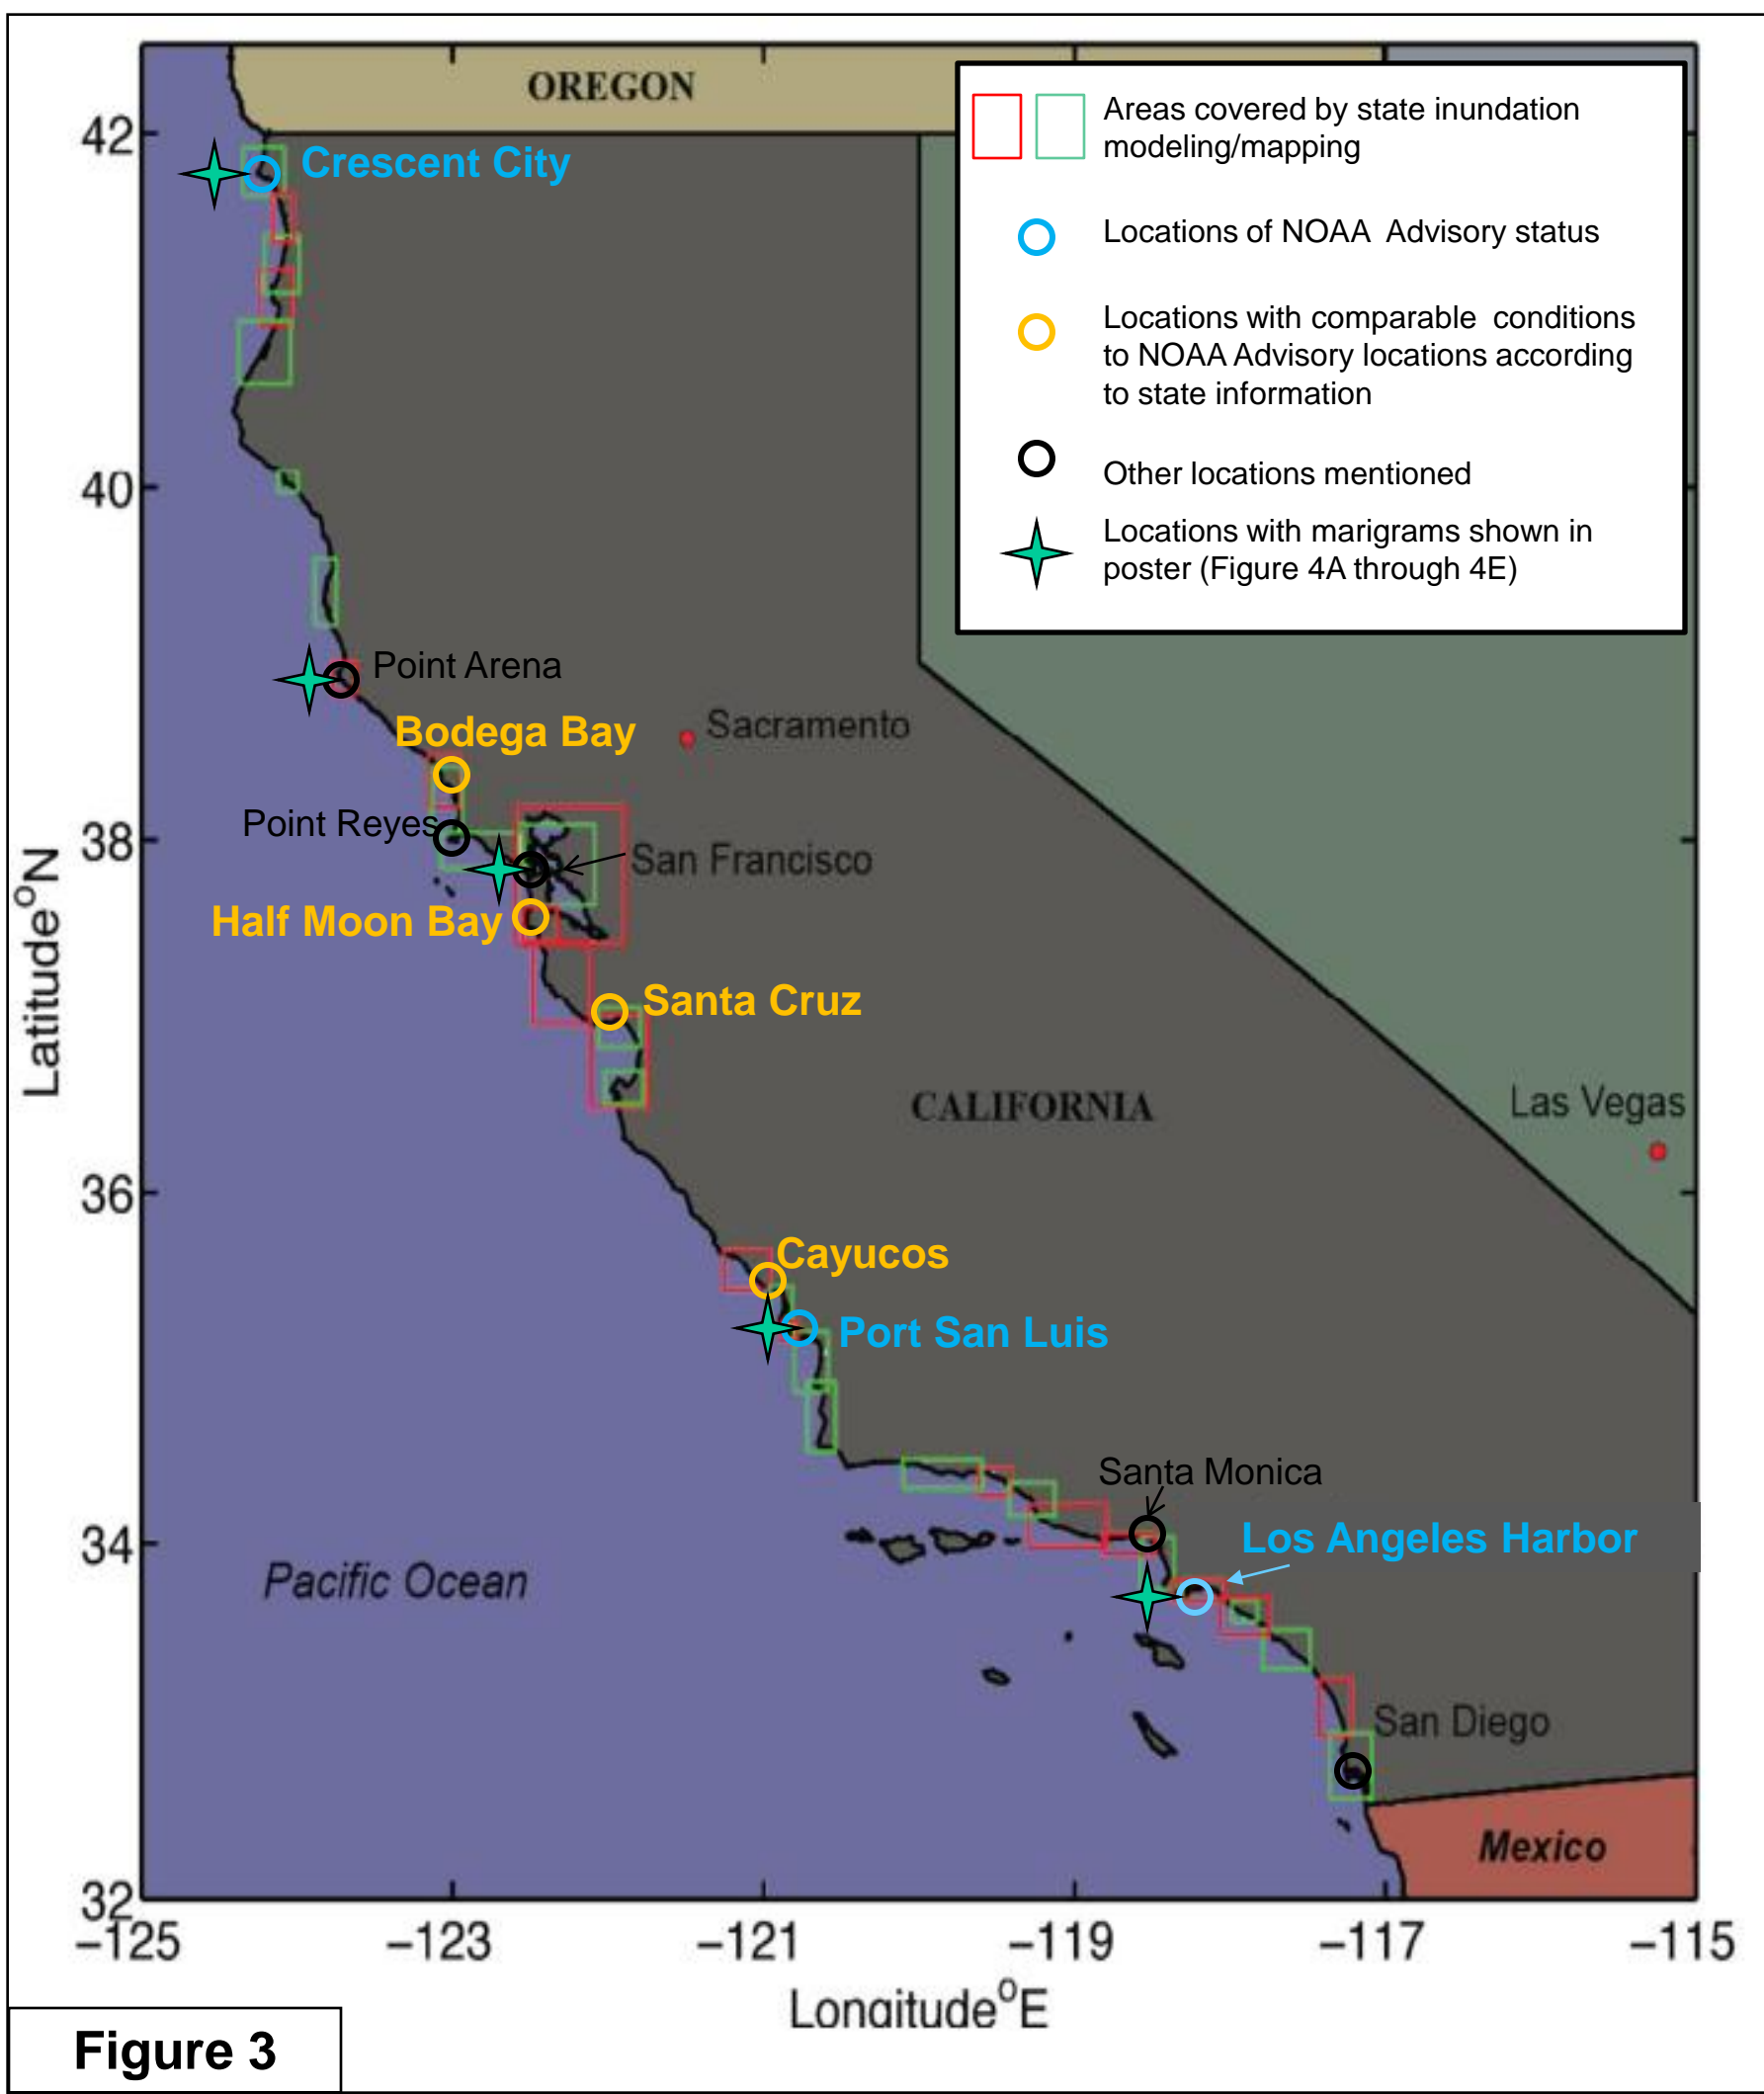 OREGON
Areas covered by state inundation
modeling/mapping
Locations of NOAA Advisory status
Locations with comparable conditions
to NOAA Advisory locations according
to state information
Other locations mentioned
Locations with marigrams shown in
poster (Figure 4A through 4E)
42
Crescent City
40
Point Arena
Bodega Bay
Sacramento
Point Reyes
38
San Francisco
Half Moon Bay
Santa Cruz
Latitude°N
CALIFORNIA
Las Vegas
36
Cayucos
Port San Luis
Santa Monica
34
Los Angeles Harbor
Pacific Ocean
San Diego
Mexico
32
−125
−123
−121
−119
−117
−115
Longitude°E
Figure 3